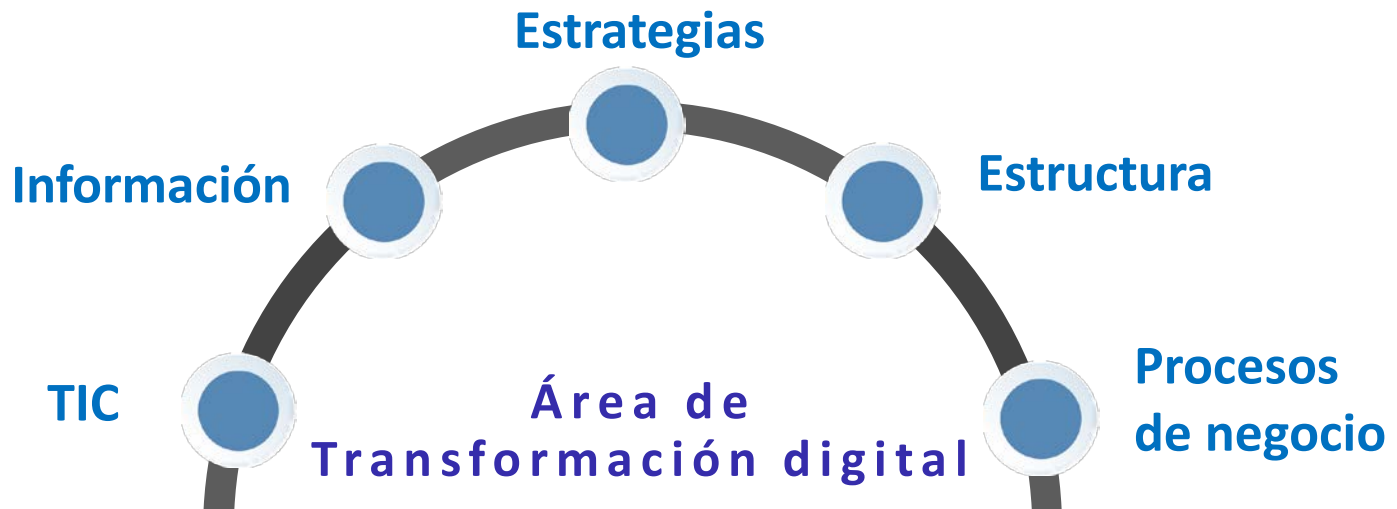 Estrategias
Información
Estructura
TIC
Procesos
de negocio
Área de
Transformación digital